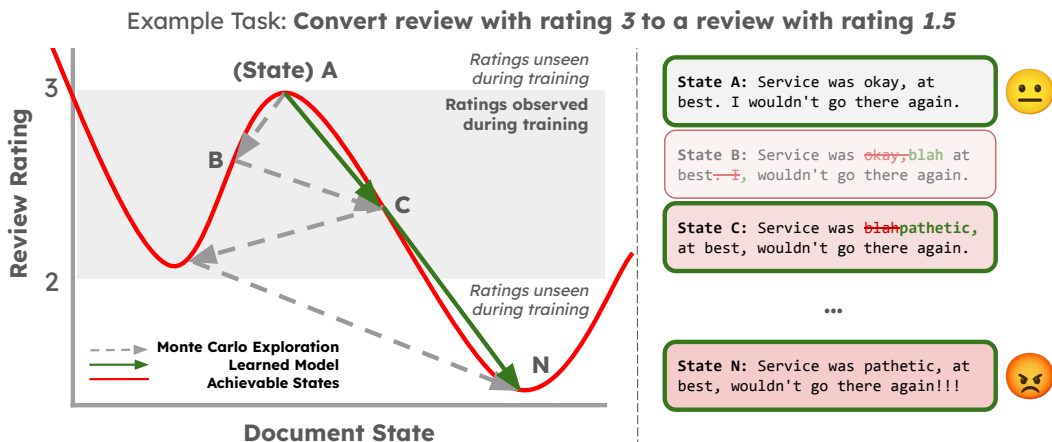 Example Task: Convert review with rating 3 to a review with rating 1.5
Review Rating
3
2
(State) A
B
C
N
Ratings unseen
during training
Ratings observed
during training
Ratings unseen
during training
Monte Carlo Exploration
Learned Model
Achievable States
Document State
State A: Service was okay, at
best. I wouldn't go there again.
State B: Service was okay,blah at
best. I, wouldn't go there again.
State C: Service was blahpathetic,
at best, wouldn't go there again.
...
State N: Service was pathetic, at
best, wouldn't go there again!!!